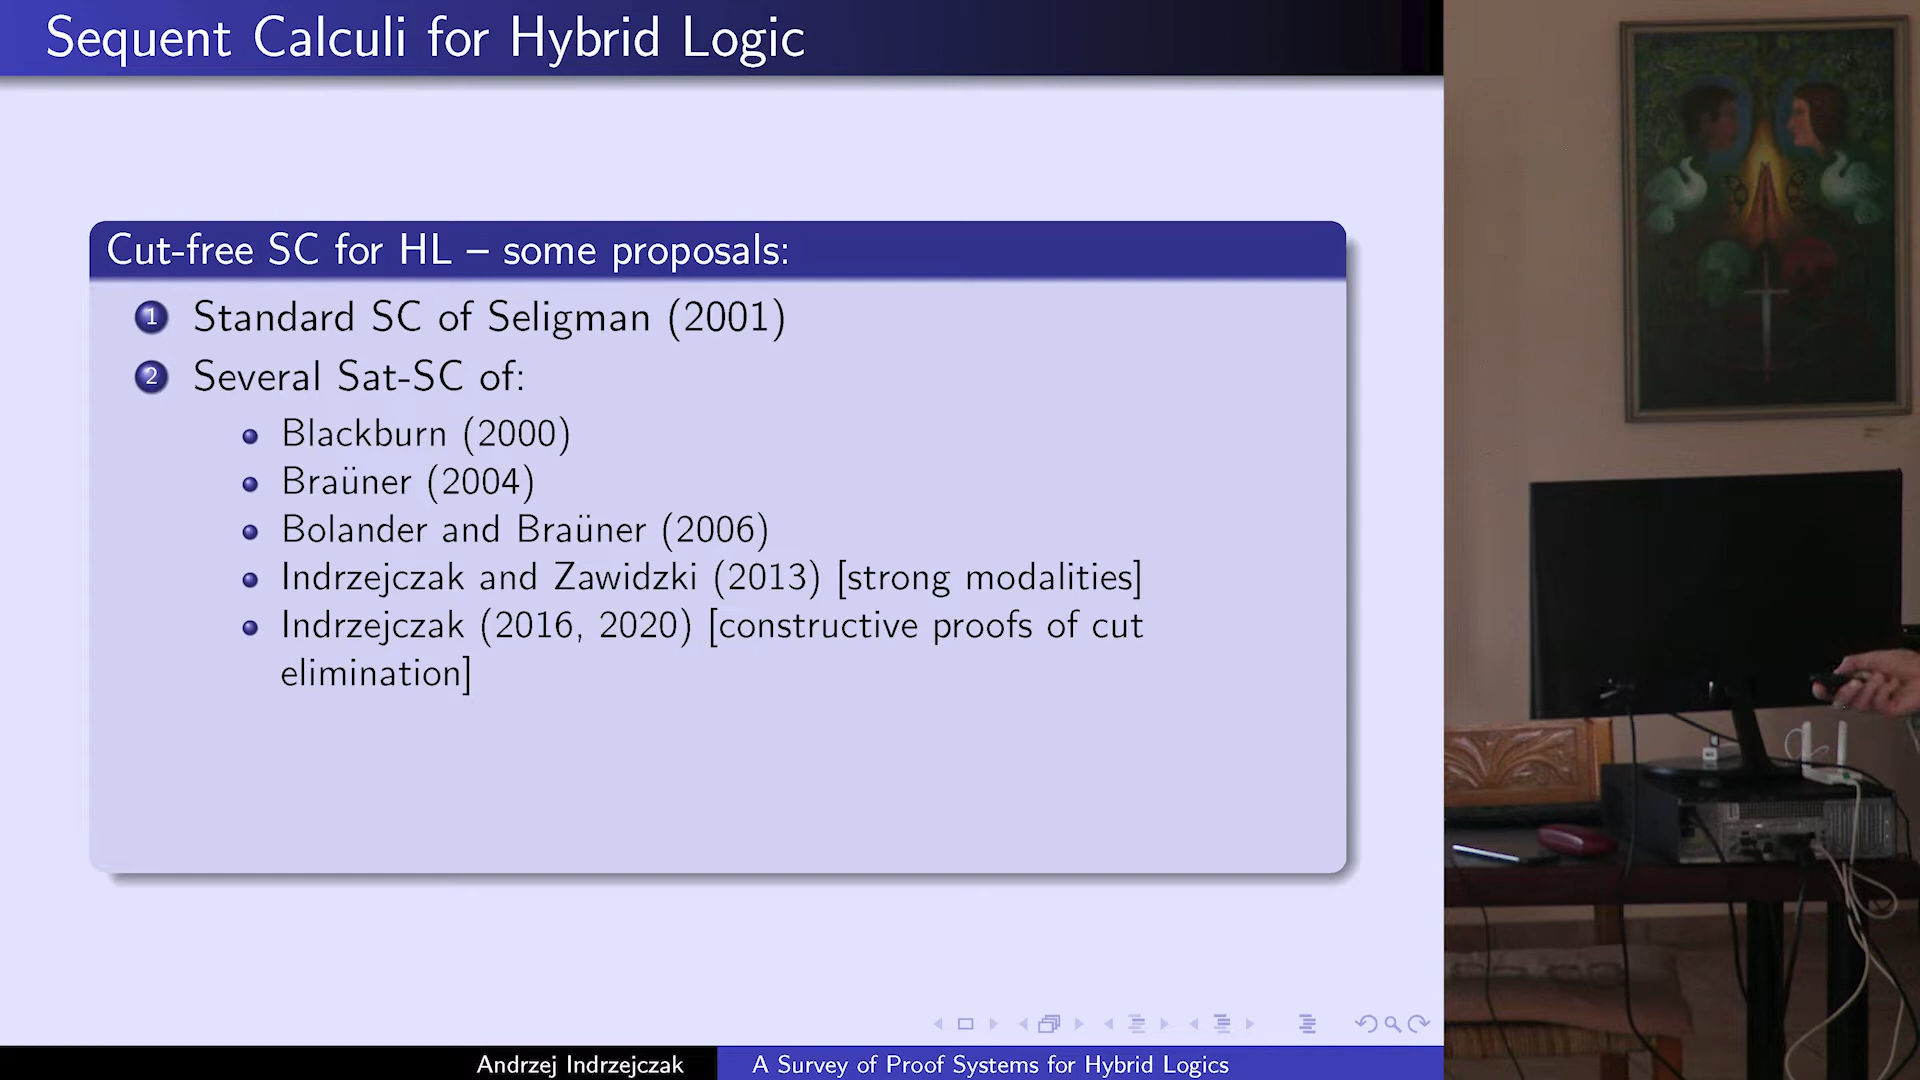 Sequent Calculi for Hybrid Logic
Cut-free SC for HL – some proposals:
1 Standard SC of Seligman (2001)
2 Several Sat-SC of:
Blackburn (2000)
Braüner (2004)
Bolander and Braüner (2006)
Indrzejczak and Zawidzki (2013) [strong modalities]
Indrzejczak (2016, 2020) [constructive proofs of cut
elimination]
Andrzej Indrzejczak
A Survey of Proof Systems for Hybrid Logics